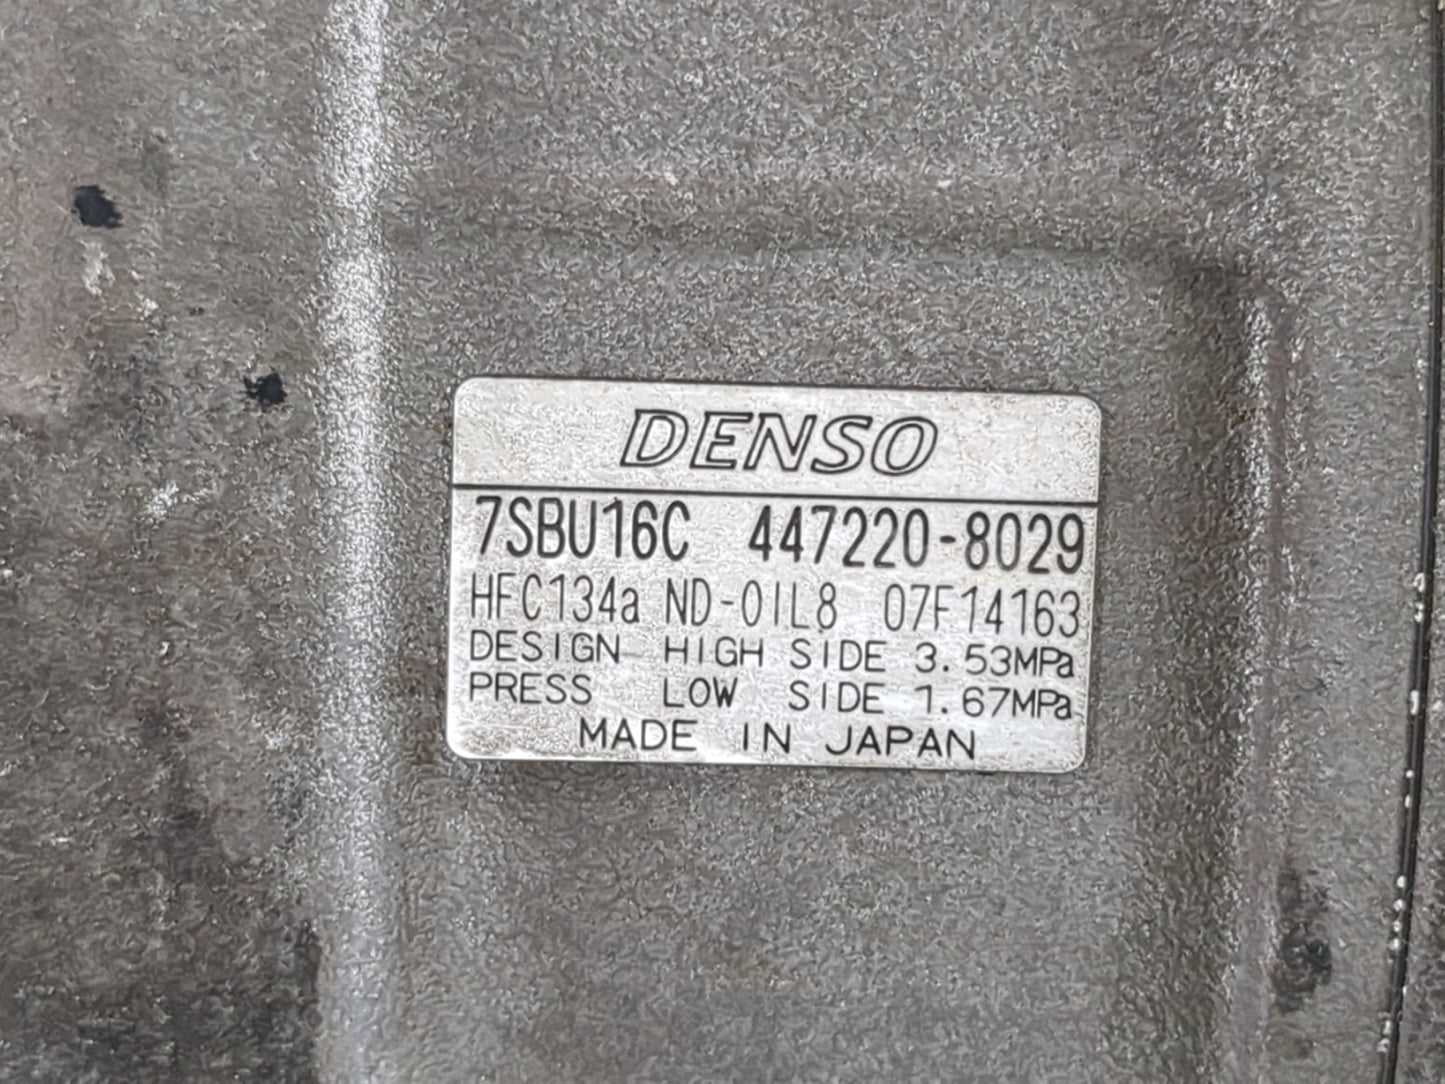 DENSO
7SBU16C 447220-8029
HFC134a ND-OIL8 07F14163
DESIGN HIGH SIDE 3.53MPa
PRESS LOW SIDE 1.67MPa
MADE IN JAPAN